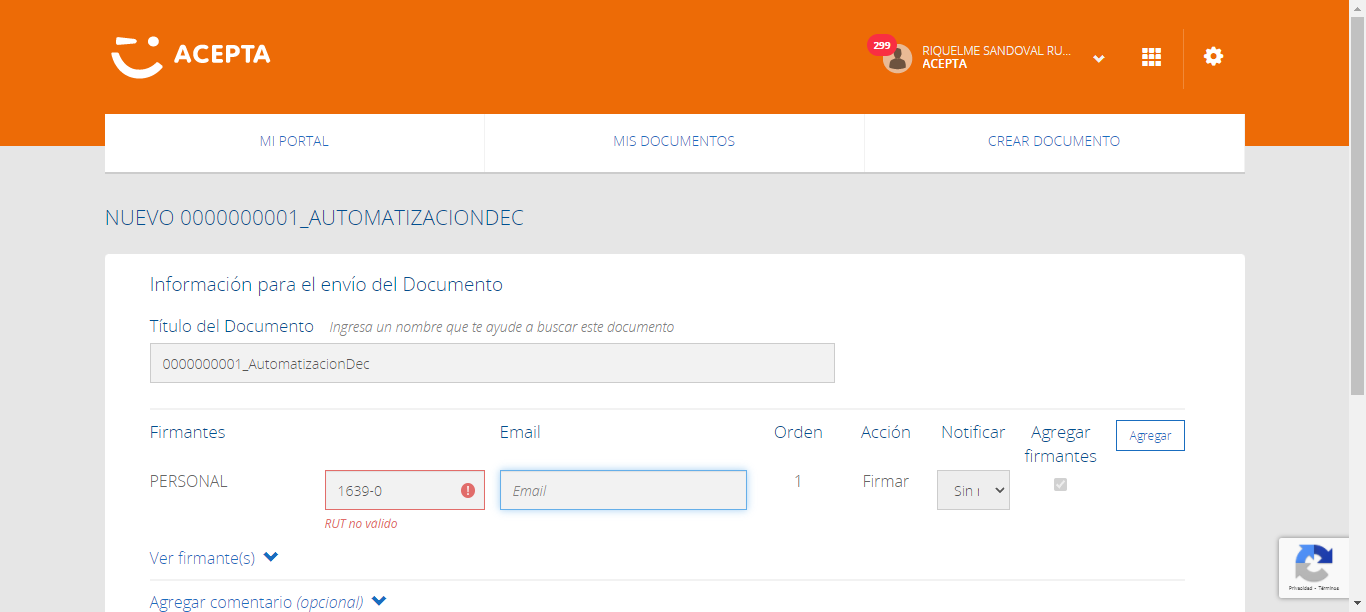 ACEPTA
299
RIQUELME SANDOVAL RU...
ACEPTA
MI PORTAL
MIS DOCUMENTOS
CREAR DOCUMENTO
NUEVO 0000000001_AUTOMATIZACIONDEC
Información para el envío del Documento
Título del Documento Ingresa un nombre que te ayude a buscar este documento
0000000001_AutomatizacionDec
Firmantes Email Orden Acción Notificar Agregar firmantes Agregar
PERSONAL 1639-0 Email 1 Firmar Sin
RUT no valido
Ver firmante(s)
Agregar comentario (opcional)
Privacidad - Términos